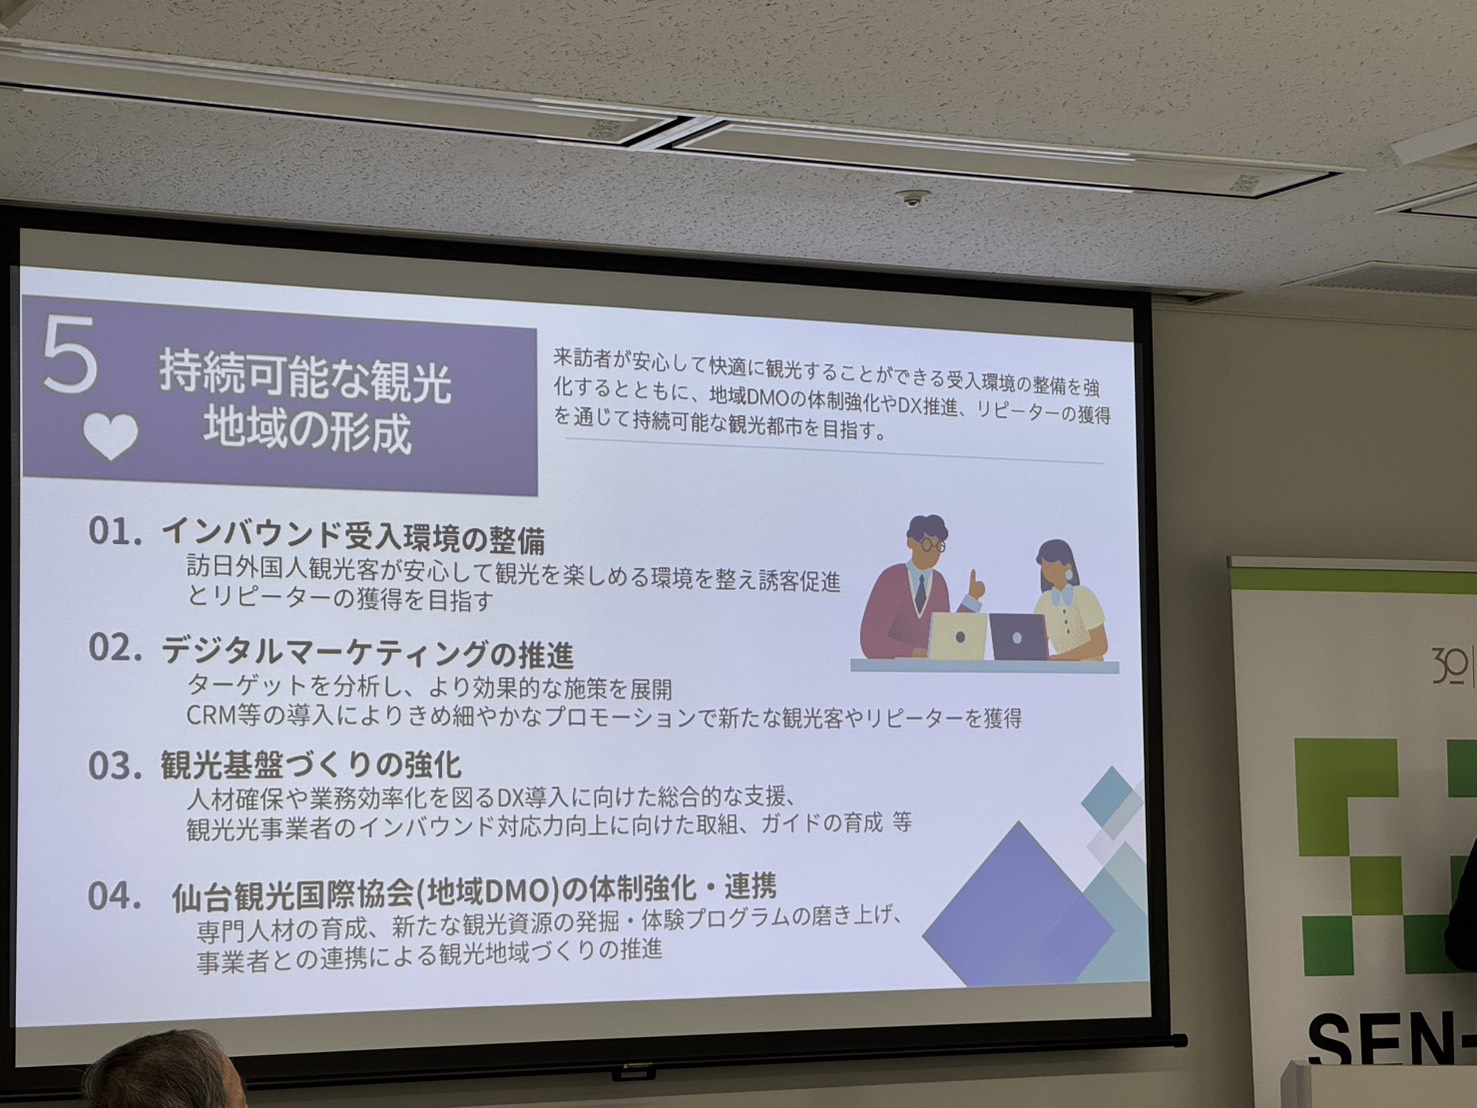 5
持続可能な観光
地域の形成
来訪者が安心して快適に観光することができる受入環境の整備を強
化するとともに、地域DMOの体制強化やDX推進、リピーターの獲得
を通じて持続可能な観光都市を目指す。
01. インバウンド受入環境の整備
訪日外国人観光客が安心して観光を楽しめる環境を整え誘客促進
とリピーターの獲得を目指す
02. デジタルマーケティングの推進
ターゲットを分析し、より効果的な施策を展開
CRM等の導入によりきめ細やかなプロモーションで新たな観光客やリピーターを獲得
03. 観光基盤づくりの強化
人材確保や業務効率化を図るDX導入に向けた総合的な支援、
観光光事業者のインバウンド対応力向上に向けた取組、ガイドの育成 等
04. 仙台観光国際協会(地域DMO)の体制強化・連携
専門人材の育成、新たな観光資源の発掘・体験プログラムの磨き上げ、
事業者との連携による観光地域づくりの推進
30
SEN-